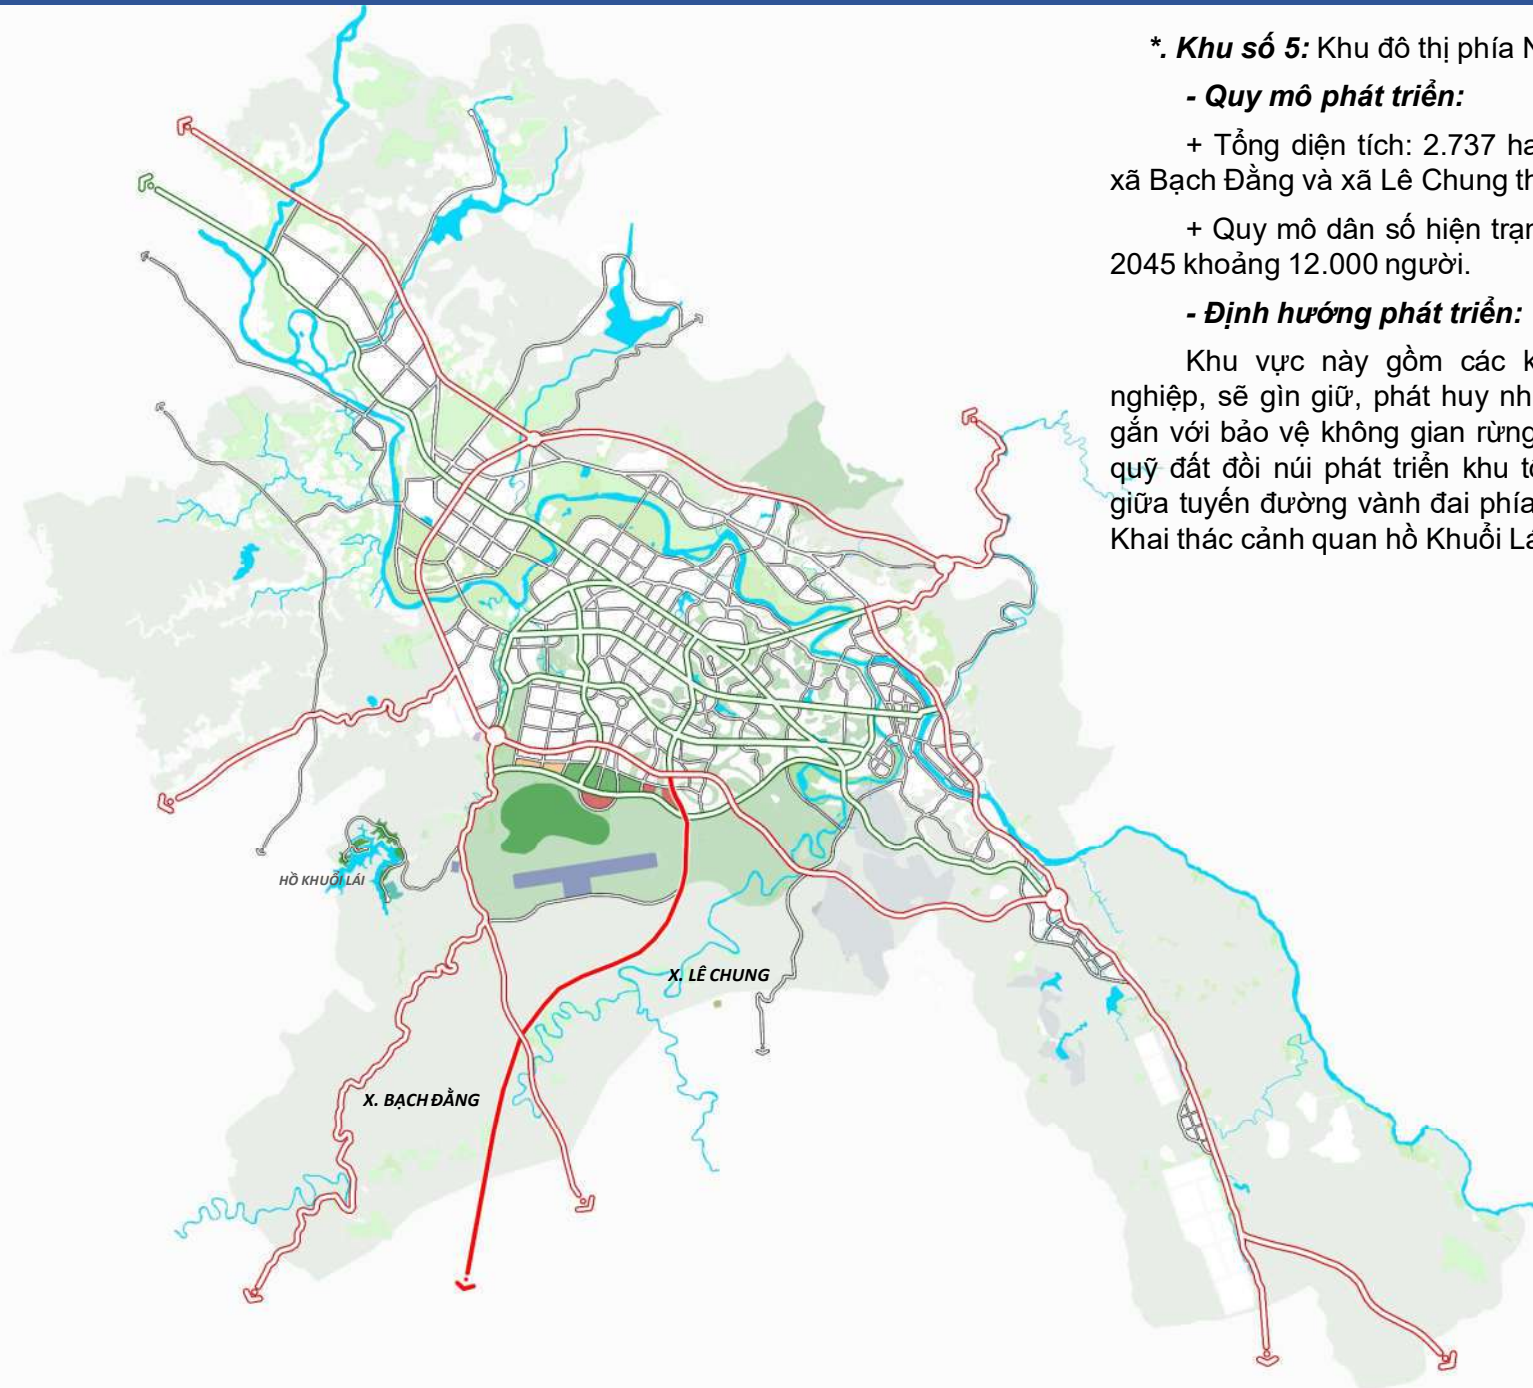 *. Khu số 5: Khu đô thị phía
- Quy mô phát triển:
+ Tổng diện tích: 2.737 ha
xã Bạch Đằng và xã Lê Chung
+ Quy mô dân số hiện
2045 khoảng 12.000 người.
- Định hướng phát triển:
Khu vực này gồm các
nghiệp, sẽ gìn giữ, phát huy
gắn với bảo vệ không gian rừng
quỹ đất đồi núi phát triển khu
giữa tuyến đường vành đai phía
Khai thác cảnh quan hồ Khuổi
HỒ KHUỔI LÁI
X. LÊ CHUNG
X. BẠCH ĐẰNG